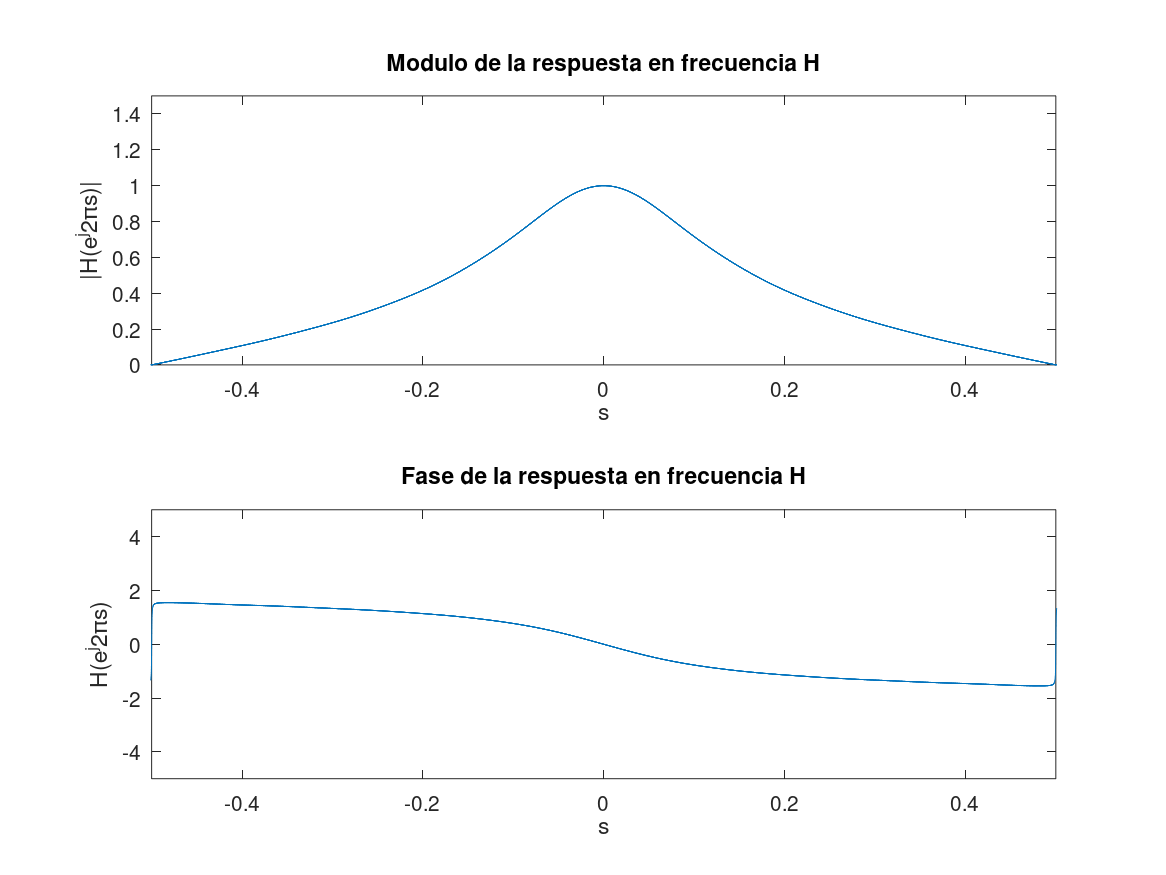 Modulo de la respuesta en frecuencia H
1.4
1.2
1
0.8
0.6
0.4
0.2
0
|H(e^j2πs)|
-0.4 -0.2 0 0.2 0.4
s
Fase de la respuesta en frecuencia H
4
2
0
-2
-4
H(e^j2πs)
-0.4 -0.2 0 0.2 0.4
s